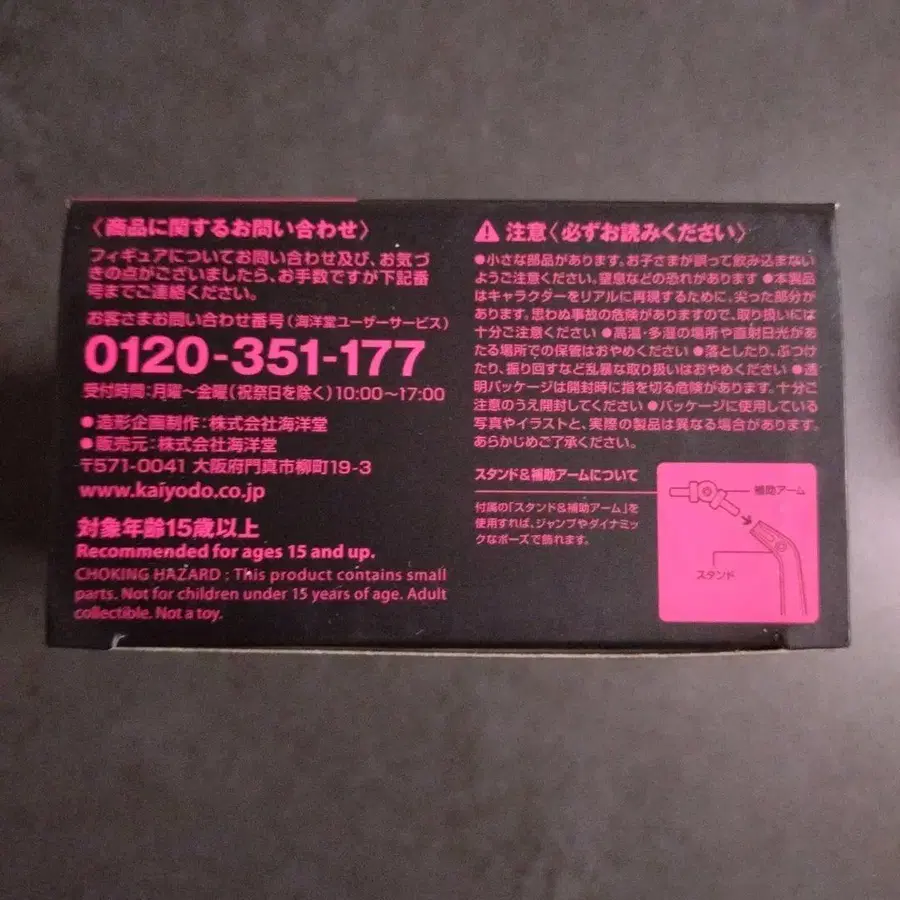 〈商品に関するお問い合わせ〉
フィギュアについてお問い合わせ及び、お気づ
きの点がございましたら、お手数ですが下記番
号までご連絡ください。
お客さまお問い合わせ番号(海洋堂ユーザーサービス)
0120-351-177
受付時間:月曜〜金曜(祝祭日を除く)10:00〜17:00
●造形企画制作:株式会社海洋堂
●販売元:株式会社海洋堂
〒571-0041 大阪府門真市柳町19-3
www.kaiyodo.co.jp
対象年齢15歳以上
Recommended for ages 15 and up.
CHOKING HAZARD : This product contains small
parts. Not for children under 15 years of age. Adult
collectible. Not a toy.
注意〈必ずお読みください〉
●小さな部品があります。お子さまが誤って飲み込まない
ようご注意ください。窒息などの恐れがあります ●本製品
はキャラクターをリアルに再現するために、尖った部分が
あります。思わぬ事故の危険がありますので、取り扱いには
十分ご注意ください ●高温・多湿の場所や直射日光があ
たる場所での保管はおやめください ●落としたり、ぶつけ
たり、振り回すなど乱暴な取り扱いはおやめください ●透
明パッケージは開封時に指を切る危険があります。十分ご
注意のうえ開封してください ●パッケージに使用している
写真やイラストと、実際の製品は異なる場合があります。
あらかじめご了承ください。
スタンド&補助アームについて
付属の「スタンド&補助アーム」を
使用すれば、ジャンプやダイナミッ
クなポーズで飾れます。
補助アーム
スタンド